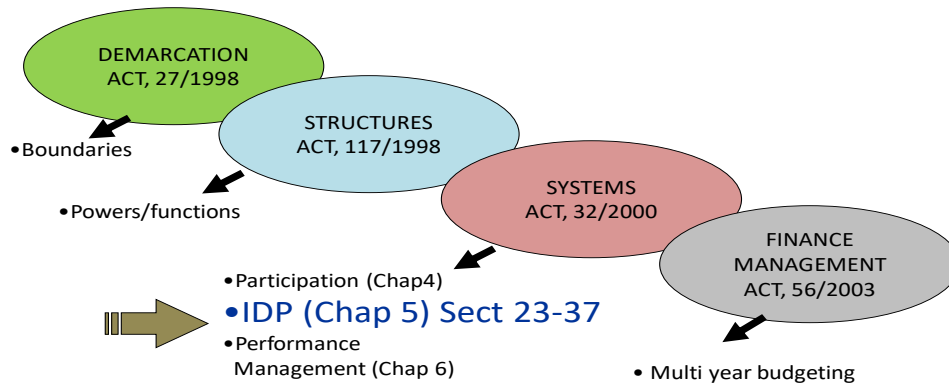 DEMARCATION
ACT, 27/1998
•Boundaries
STRUCTURES
ACT, 117/1998
•Powers/functions
SYSTEMS
ACT, 32/2000
•Participation (Chap4)
•IDP (Chap 5) Sect 23-37
•Performance
Management (Chap 6)
FINANCE
MANAGEMENT
ACT, 56/2003
• Multi year budgeting